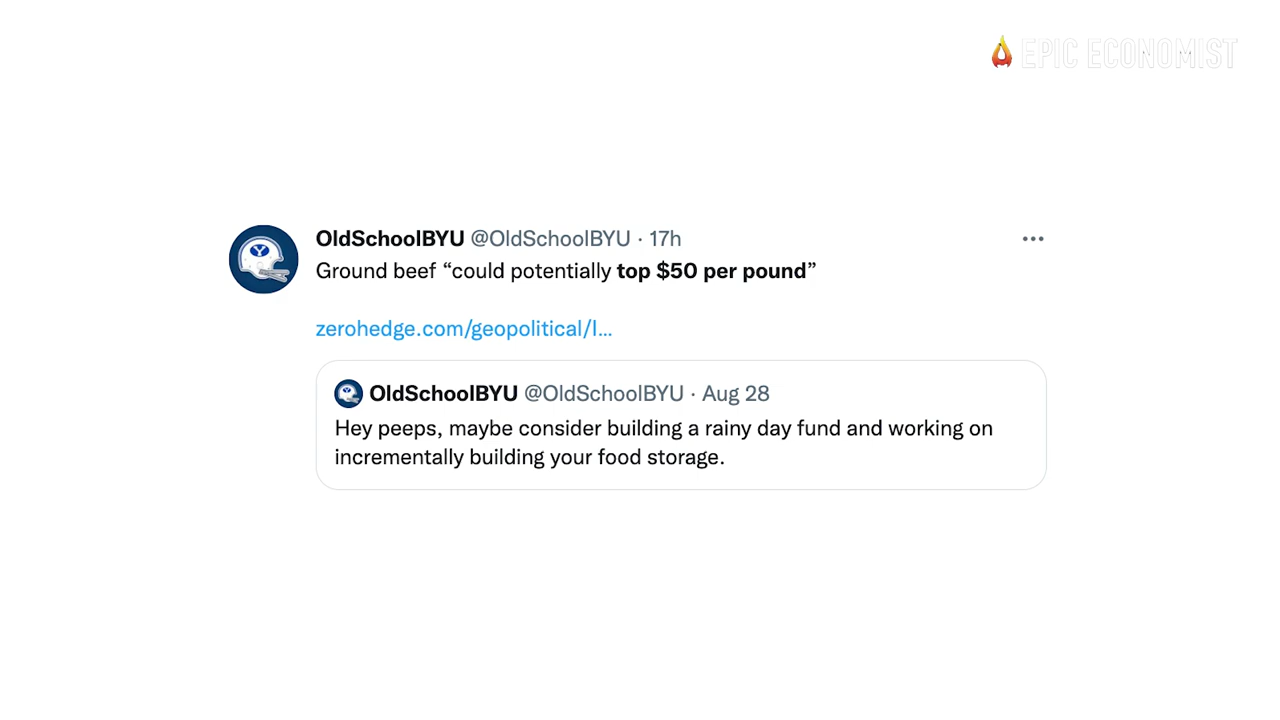 EPIC ECONOMIST
OldSchoolBYU @OldSchoolBYU · 17h
Ground beef “could potentially top $50 per pound”
zerohedge.com/geopolitical/l...
OldSchoolBYU @OldSchoolBYU · Aug 28
Hey peeps, maybe consider building a rainy day fund and working on
incrementally building your food storage.